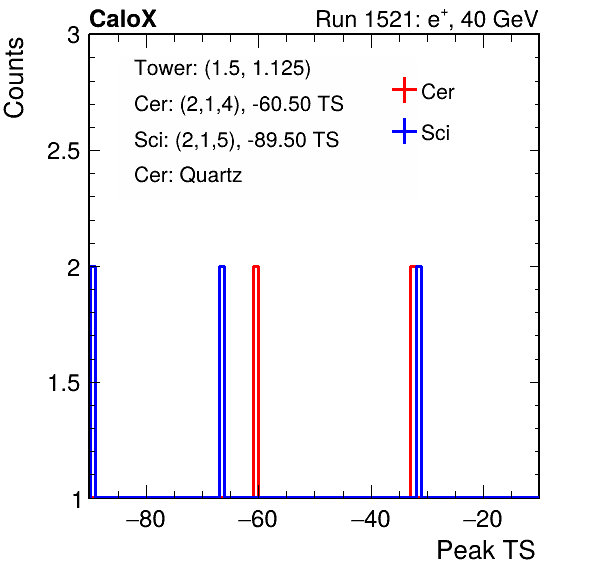 CaloX Run 1521: e⁺, 40 GeV
Counts
Tower: (1.5, 1.125)
Cer: (2,1,4), -60.50 TS
Sci: (2,1,5), -89.50 TS
Cer: Quartz
Cer
Sci
3
2.5
2
1.5
1
−80 −60 −40 −20
Peak TS